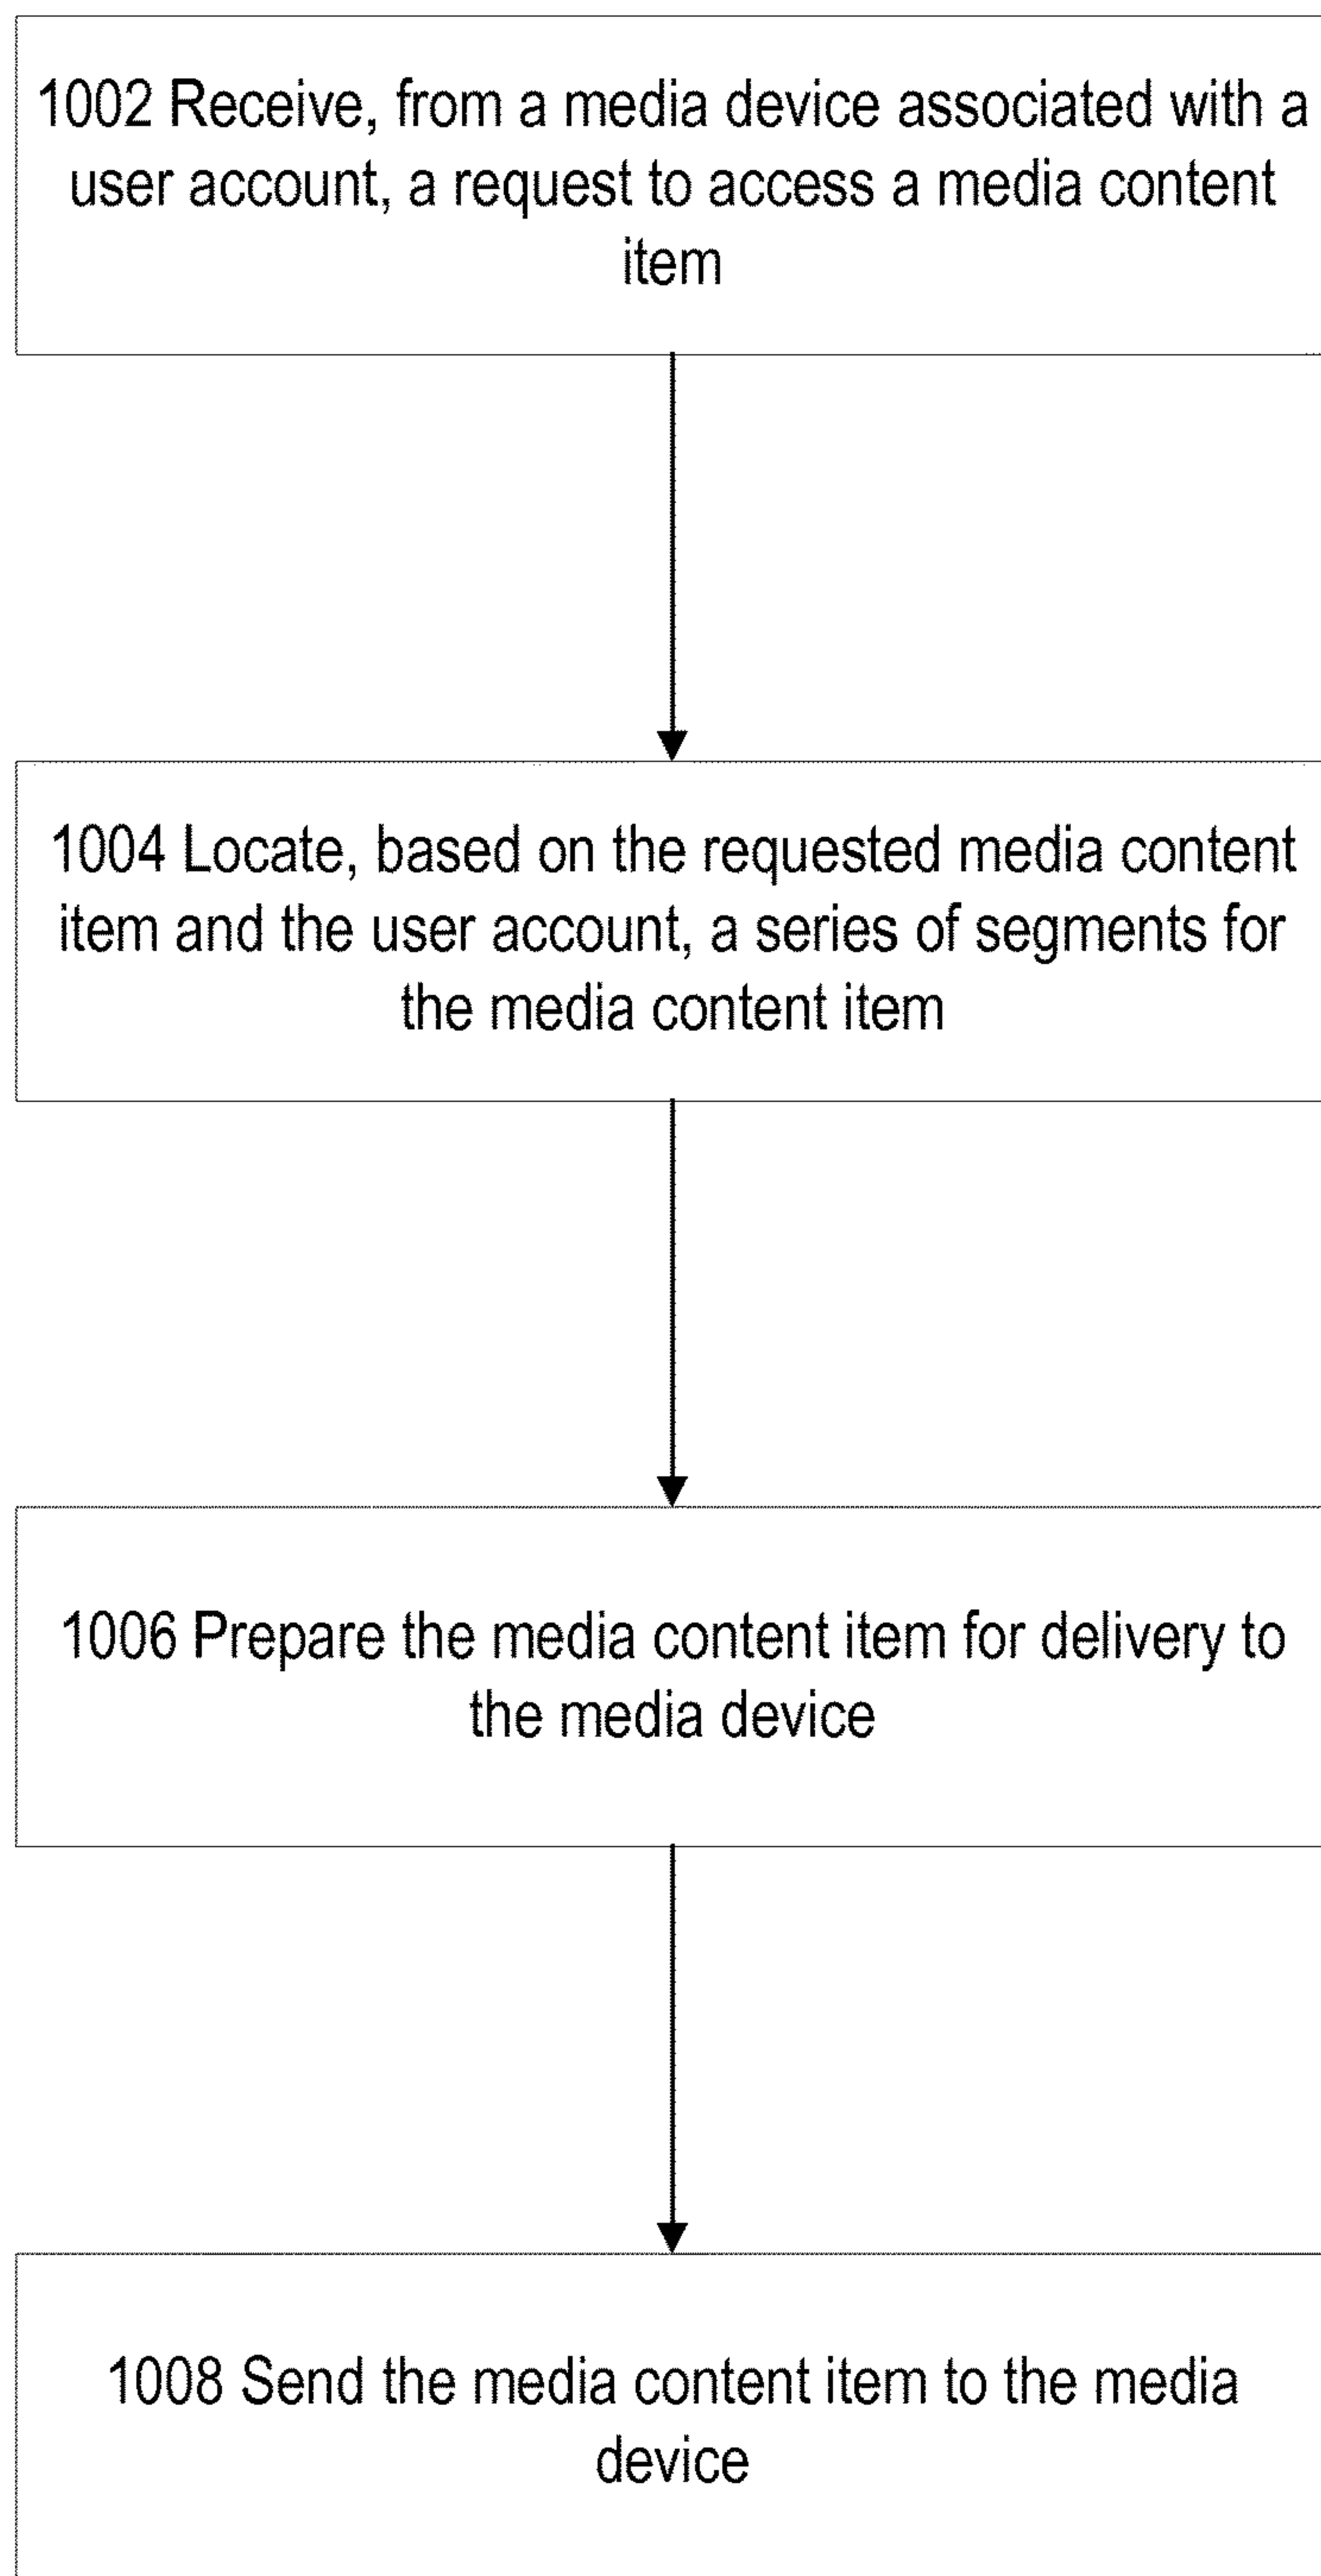 1002 Receive, from a media device associated with a
user account, a request to access a media content
item
1004 Locate, based on the requested media content
item and the user account, a series of segments for
the media content item
1006 Prepare the media content item for delivery to
the media device
1008 Send the media content item to the media
device